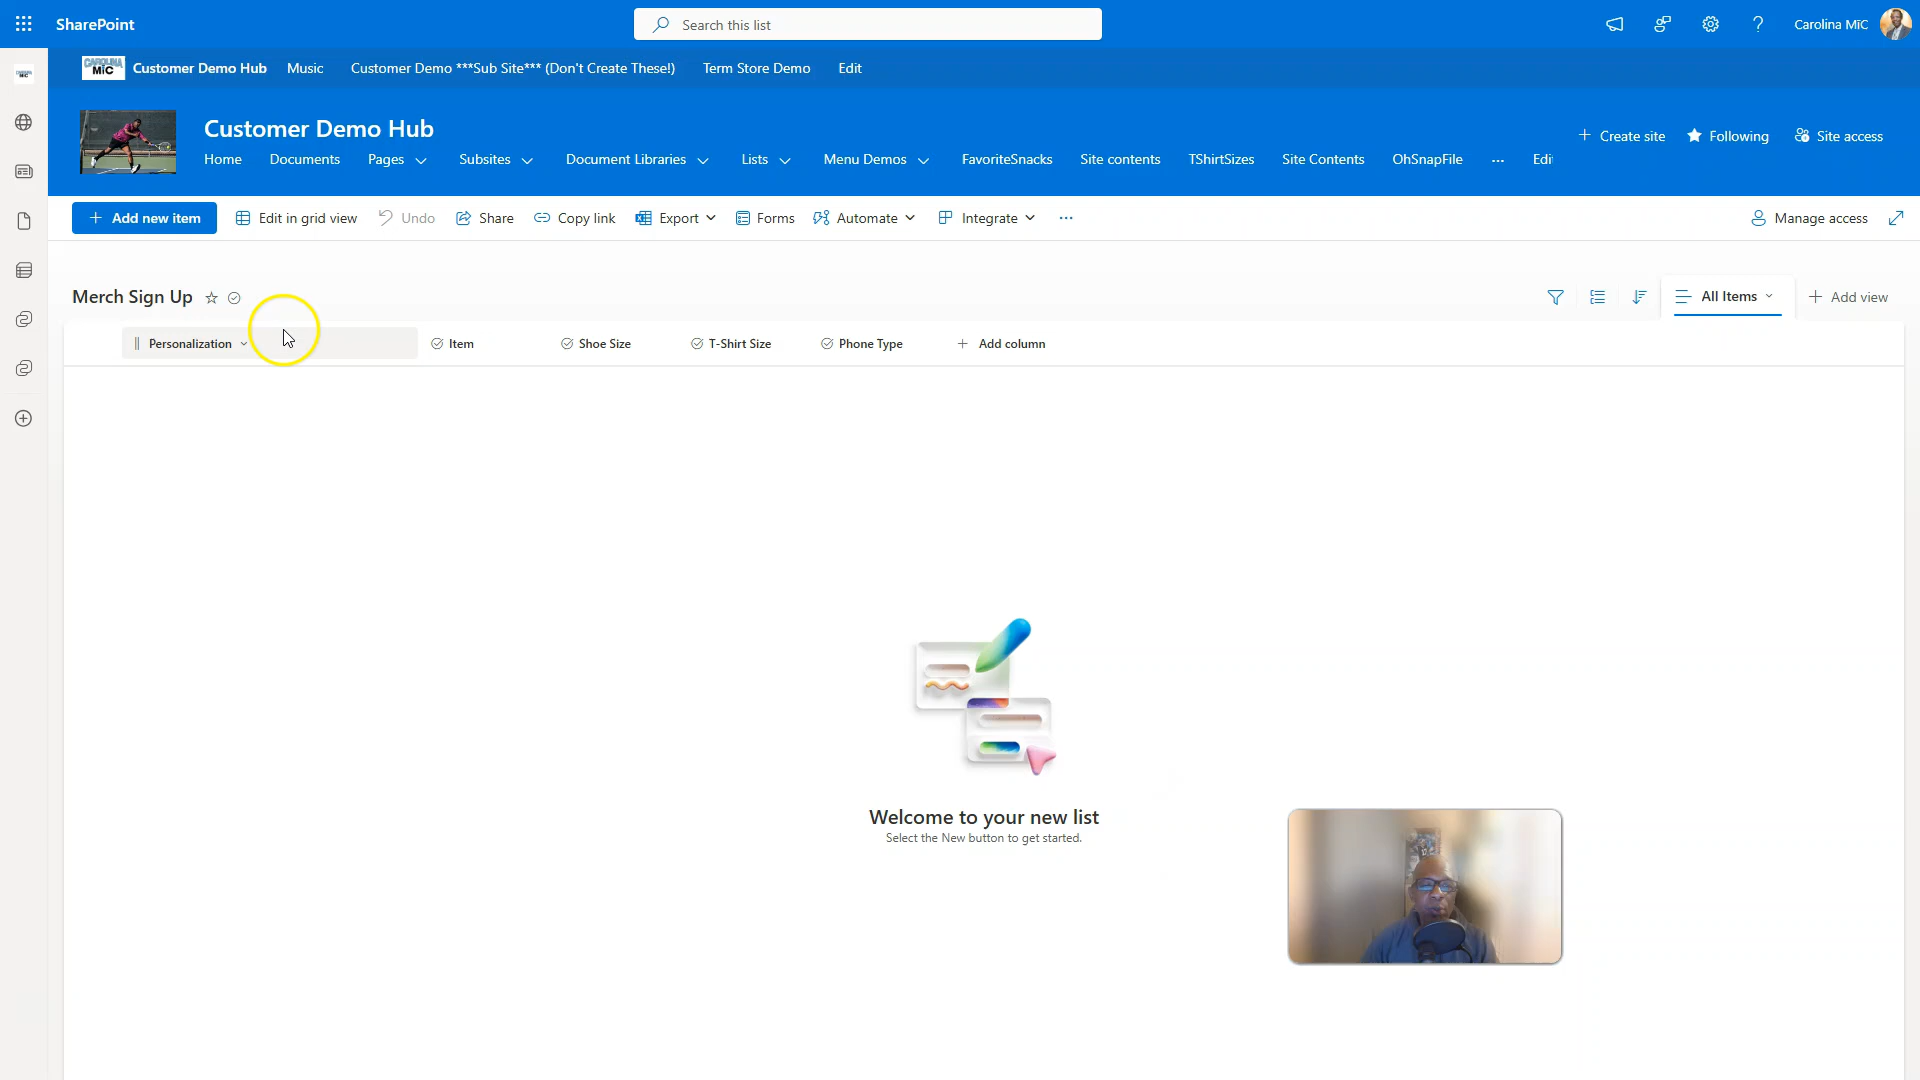 SharePoint
Search this list
Carolina MiC
CAROLINA
MiC
Customer Demo Hub
Music
Customer Demo ***Sub Site*** (Don't Create These!)
Term Store Demo
Edit
Customer Demo Hub
Create site
Following
Site access
Home
Documents
Pages
Subsites
Document Libraries
Lists
Menu Demos
FavoriteSnacks
Site contents
TShirtSizes
Site Contents
OhSnapFile
...
Edi
+ Add new item
Edit in grid view
Undo
Share
Copy link
Export
Forms
Automate
Integrate
...
Manage access
Merch Sign Up
All Items
Add view
Personalization
Item
Shoe Size
T-Shirt Size
Phone Type
Add column
Welcome to your new list
Select the New button to get started.